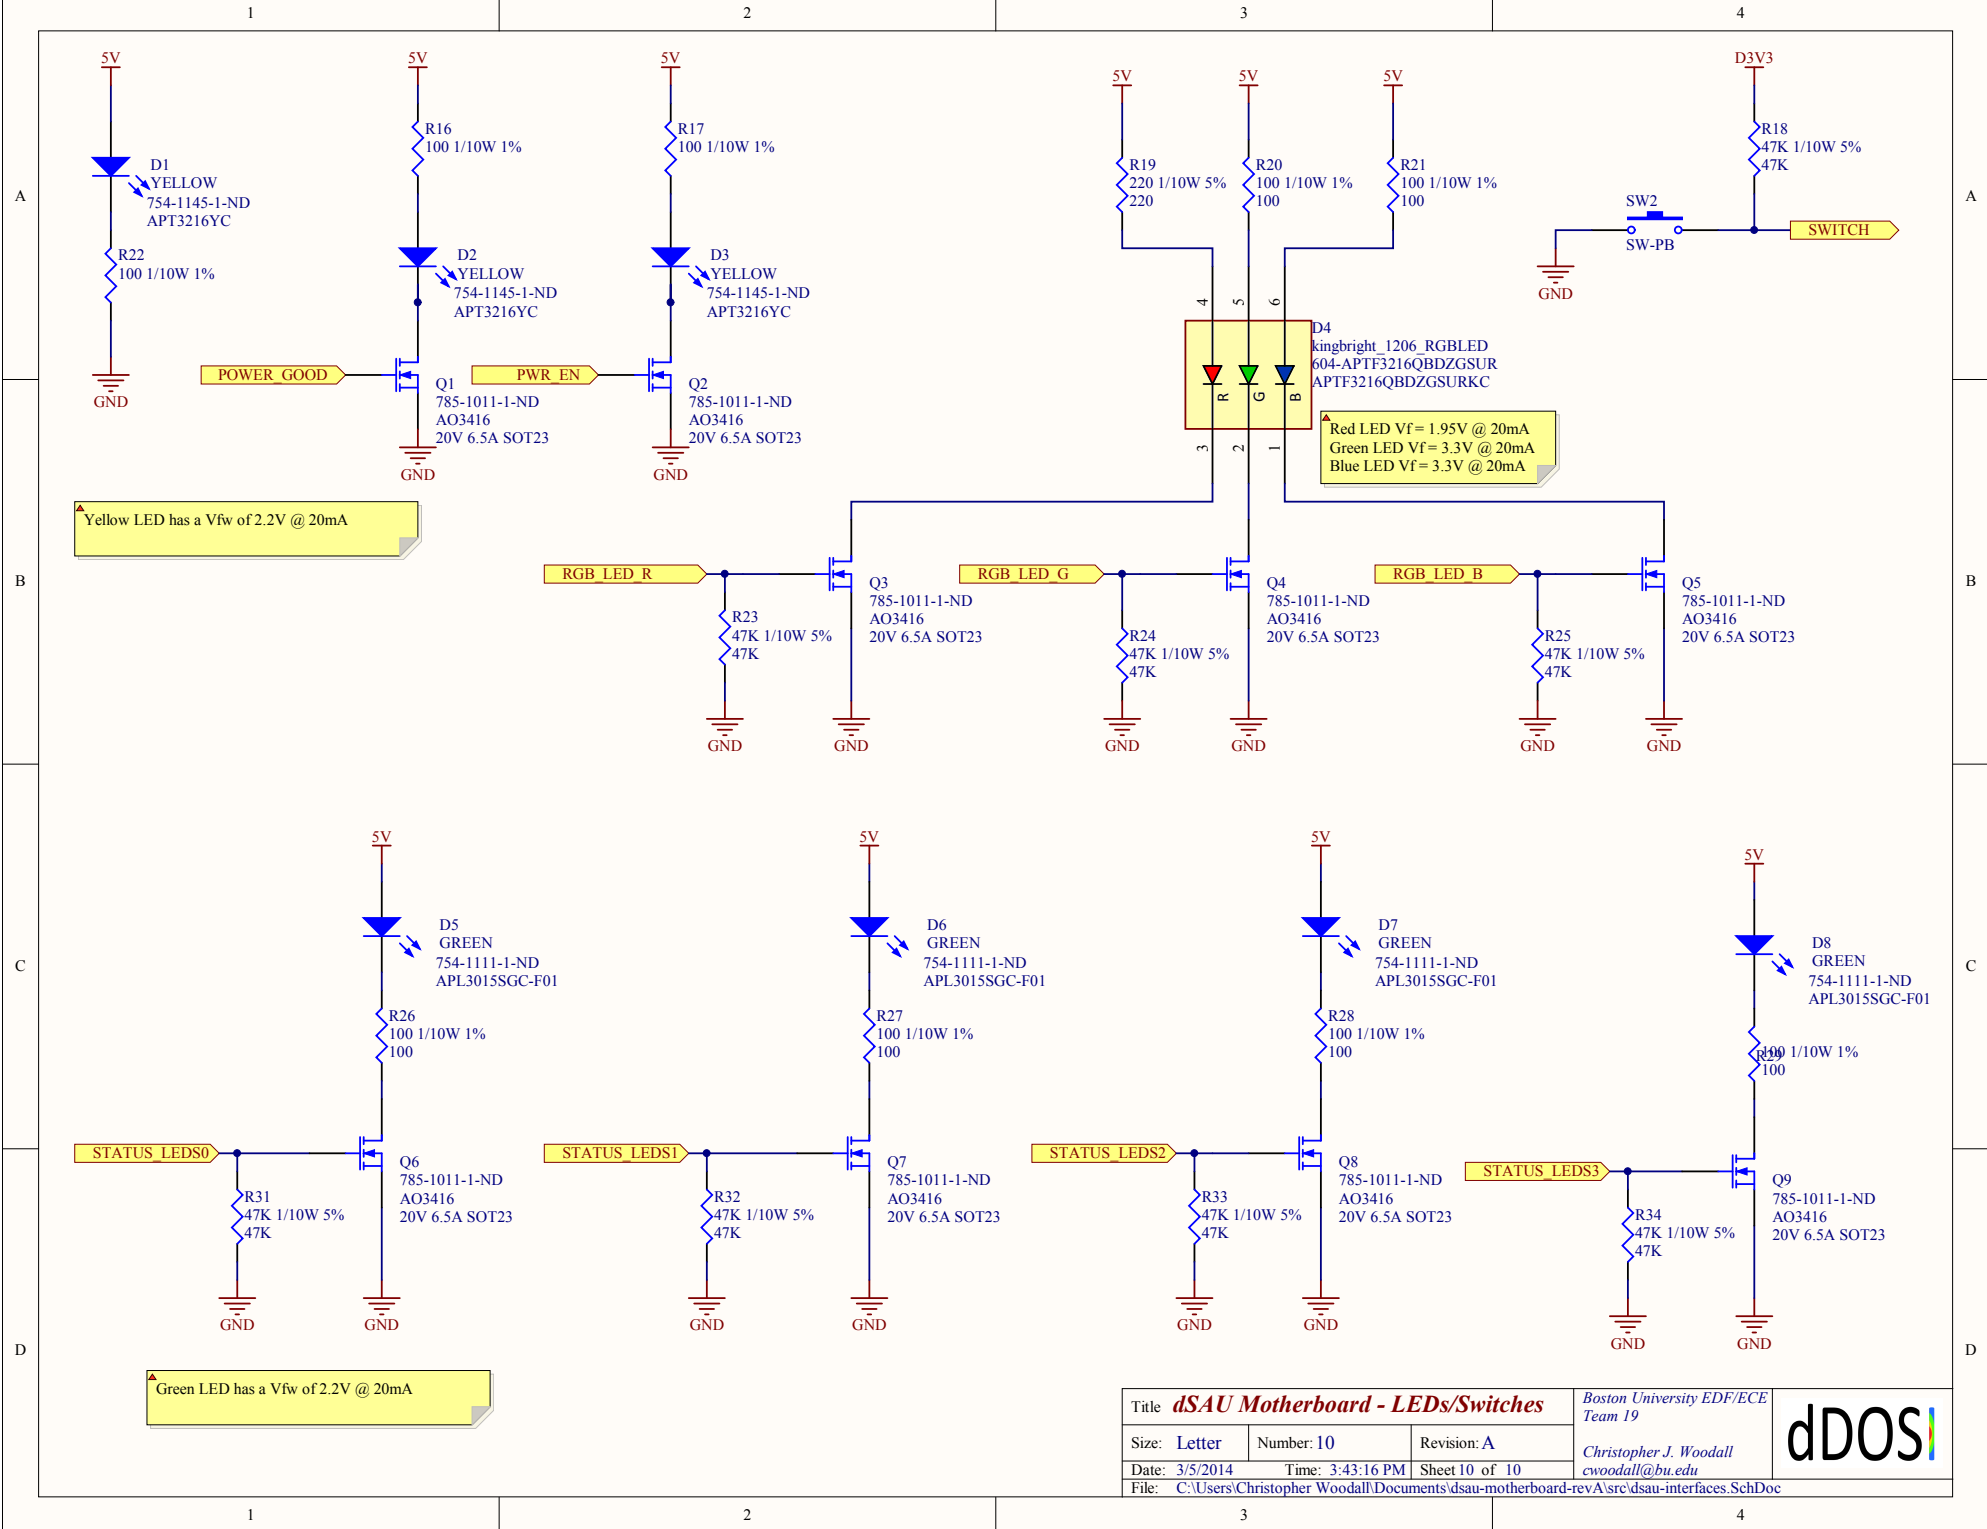 1
2
3
4
A
A
B
B
C
C
D
D
1
2
3
4
5V
D1
YELLOW
754-1145-1-ND
APT3216YC
R22
100 1/10W 1%
GND
5V
R16
100 1/10W 1%
D2
YELLOW
754-1145-1-ND
APT3216YC
POWER_GOOD
Q1
785-1011-1-ND
AO3416
20V 6.5A SOT23
GND
5V
R17
100 1/10W 1%
D3
YELLOW
754-1145-1-ND
APT3216YC
PWR_EN
Q2
785-1011-1-ND
AO3416
20V 6.5A SOT23
GND
Yellow LED has a Vfw of 2.2V @ 20mA
5V
R19
220 1/10W 5%
220
5V
R20
100 1/10W 1%
100
5V
R21
100 1/10W 1%
100
4
5
6
R
G
B
3
2
1
D4
kingbright_1206_RGBLED
604-APTF3216QBDZGSUR
APTF3216QBDZGSURKC
Red LED Vf = 1.95V @ 20mA
Green LED Vf = 3.3V @ 20mA
Blue LED Vf = 3.3V @ 20mA
D3V3
R18
47K 1/10W 5%
47K
SW2
SW-PB
SWITCH
GND
RGB_LED_R
R23
47K 1/10W 5%
47K
GND
Q3
785-1011-1-ND
AO3416
20V 6.5A SOT23
GND
RGB_LED_G
R24
47K 1/10W 5%
47K
GND
Q4
785-1011-1-ND
AO3416
20V 6.5A SOT23
GND
RGB_LED_B
R25
47K 1/10W 5%
47K
GND
Q5
785-1011-1-ND
AO3416
20V 6.5A SOT23
GND
5V
D5
GREEN
754-1111-1-ND
APL3015SGC-F01
R26
100 1/10W 1%
100
STATUS_LEDS0
R31
47K 1/10W 5%
47K
GND
Q6
785-1011-1-ND
AO3416
20V 6.5A SOT23
GND
5V
D6
GREEN
754-1111-1-ND
APL3015SGC-F01
R27
100 1/10W 1%
100
STATUS_LEDS1
R32
47K 1/10W 5%
47K
GND
Q7
785-1011-1-ND
AO3416
20V 6.5A SOT23
GND
5V
D7
GREEN
754-1111-1-ND
APL3015SGC-F01
R28
100 1/10W 1%
100
STATUS_LEDS2
R33
47K 1/10W 5%
47K
GND
Q8
785-1011-1-ND
AO3416
20V 6.5A SOT23
GND
5V
D8
GREEN
754-1111-1-ND
APL3015SGC-F01
R29
100 1/10W 1%
100
STATUS_LEDS3
R34
47K 1/10W 5%
47K
GND
Q9
785-1011-1-ND
AO3416
20V 6.5A SOT23
GND
Green LED has a Vfw of 2.2V @ 20mA
Title dSAU Motherboard - LEDs/Switches
Size: Letter Number: 10 Revision: A
Date: 3/5/2014 Time: 3:43:16 PM Sheet 10 of 10
File: C:\Users\Christopher Woodall\Documents\dsau-motherboard-revA\src\dsau-interfaces.SchDoc
Boston University EDF/ECE
Team 19
Christopher J. Woodall
cwoodall@bu.edu
dDOSI